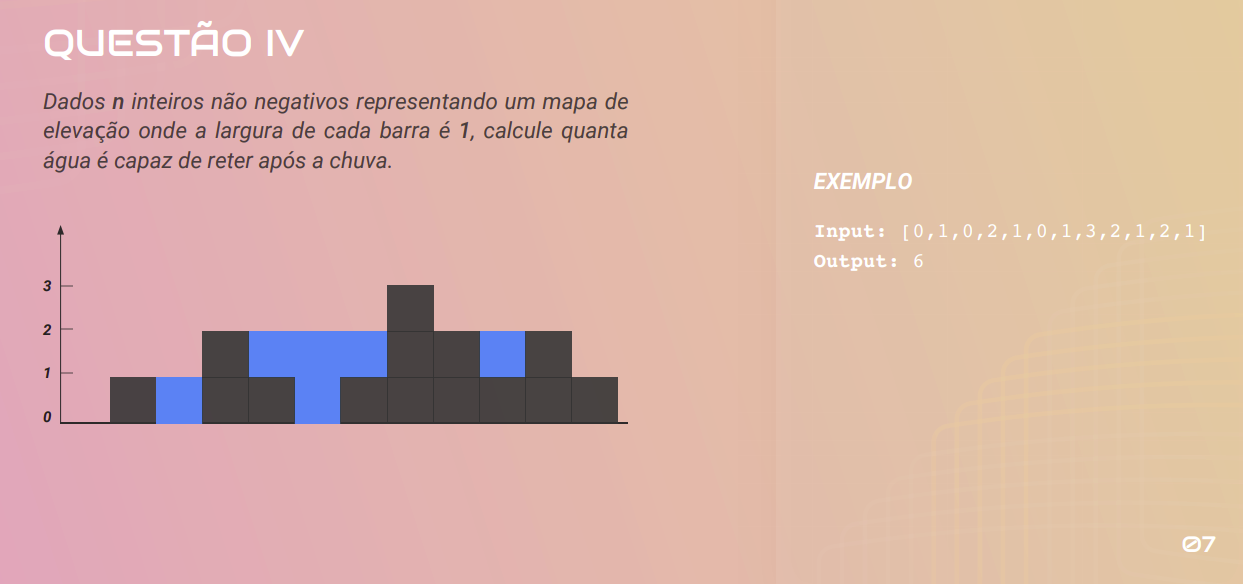 QUESTÃO IV
Dados n inteiros não negativos representando um mapa de
elevação onde a largura de cada barra é 1, calcule quanta
água é capaz de reter após a chuva.
EXEMPLO
Input: [0,1,0,2,1,0,1,3,2,1,2,1]
Output: 6
3
2
1
0
07